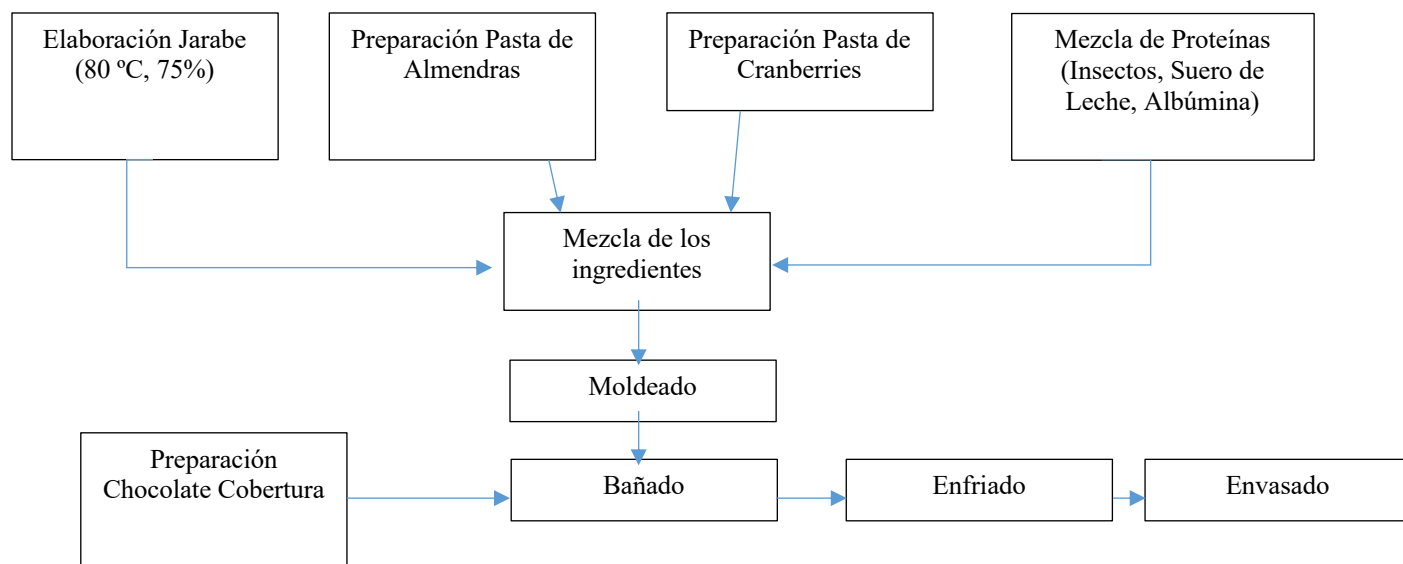 Elaboración Jarabe
(80 ºC, 75%)
Preparación Pasta de
Almendras
Preparación Pasta de
Cranberries
Mezcla de Proteínas
(Insectos, Suero de
Leche, Albúmina)
Mezcla de los
ingredientes
Moldeado
Preparación
Chocolate Cobertura
Bañado
Enfriado
Envasado